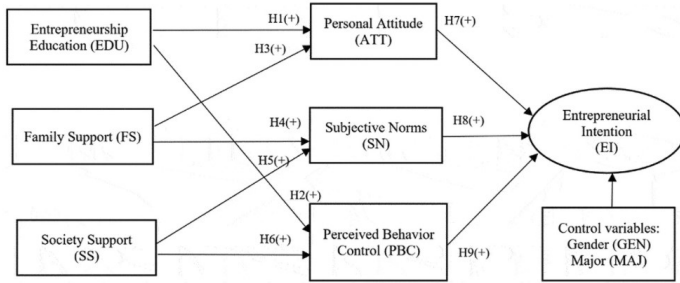 Entrepreneurship
Education (EDU)
H1(+)
Personal Attitude
(ATT)
H7(+)
H3(+)
Family Support (FS)
H4(+)
Subjective Norms
(SN)
H8(+)
Entrepreneurial
Intention
(EI)
H5(+)
H2(+)
Society Support
(SS)
H6(+)
Perceived Behavior
Control (PBC)
H9(+)
Control variables:
Gender (GEN)
Major (MAJ)